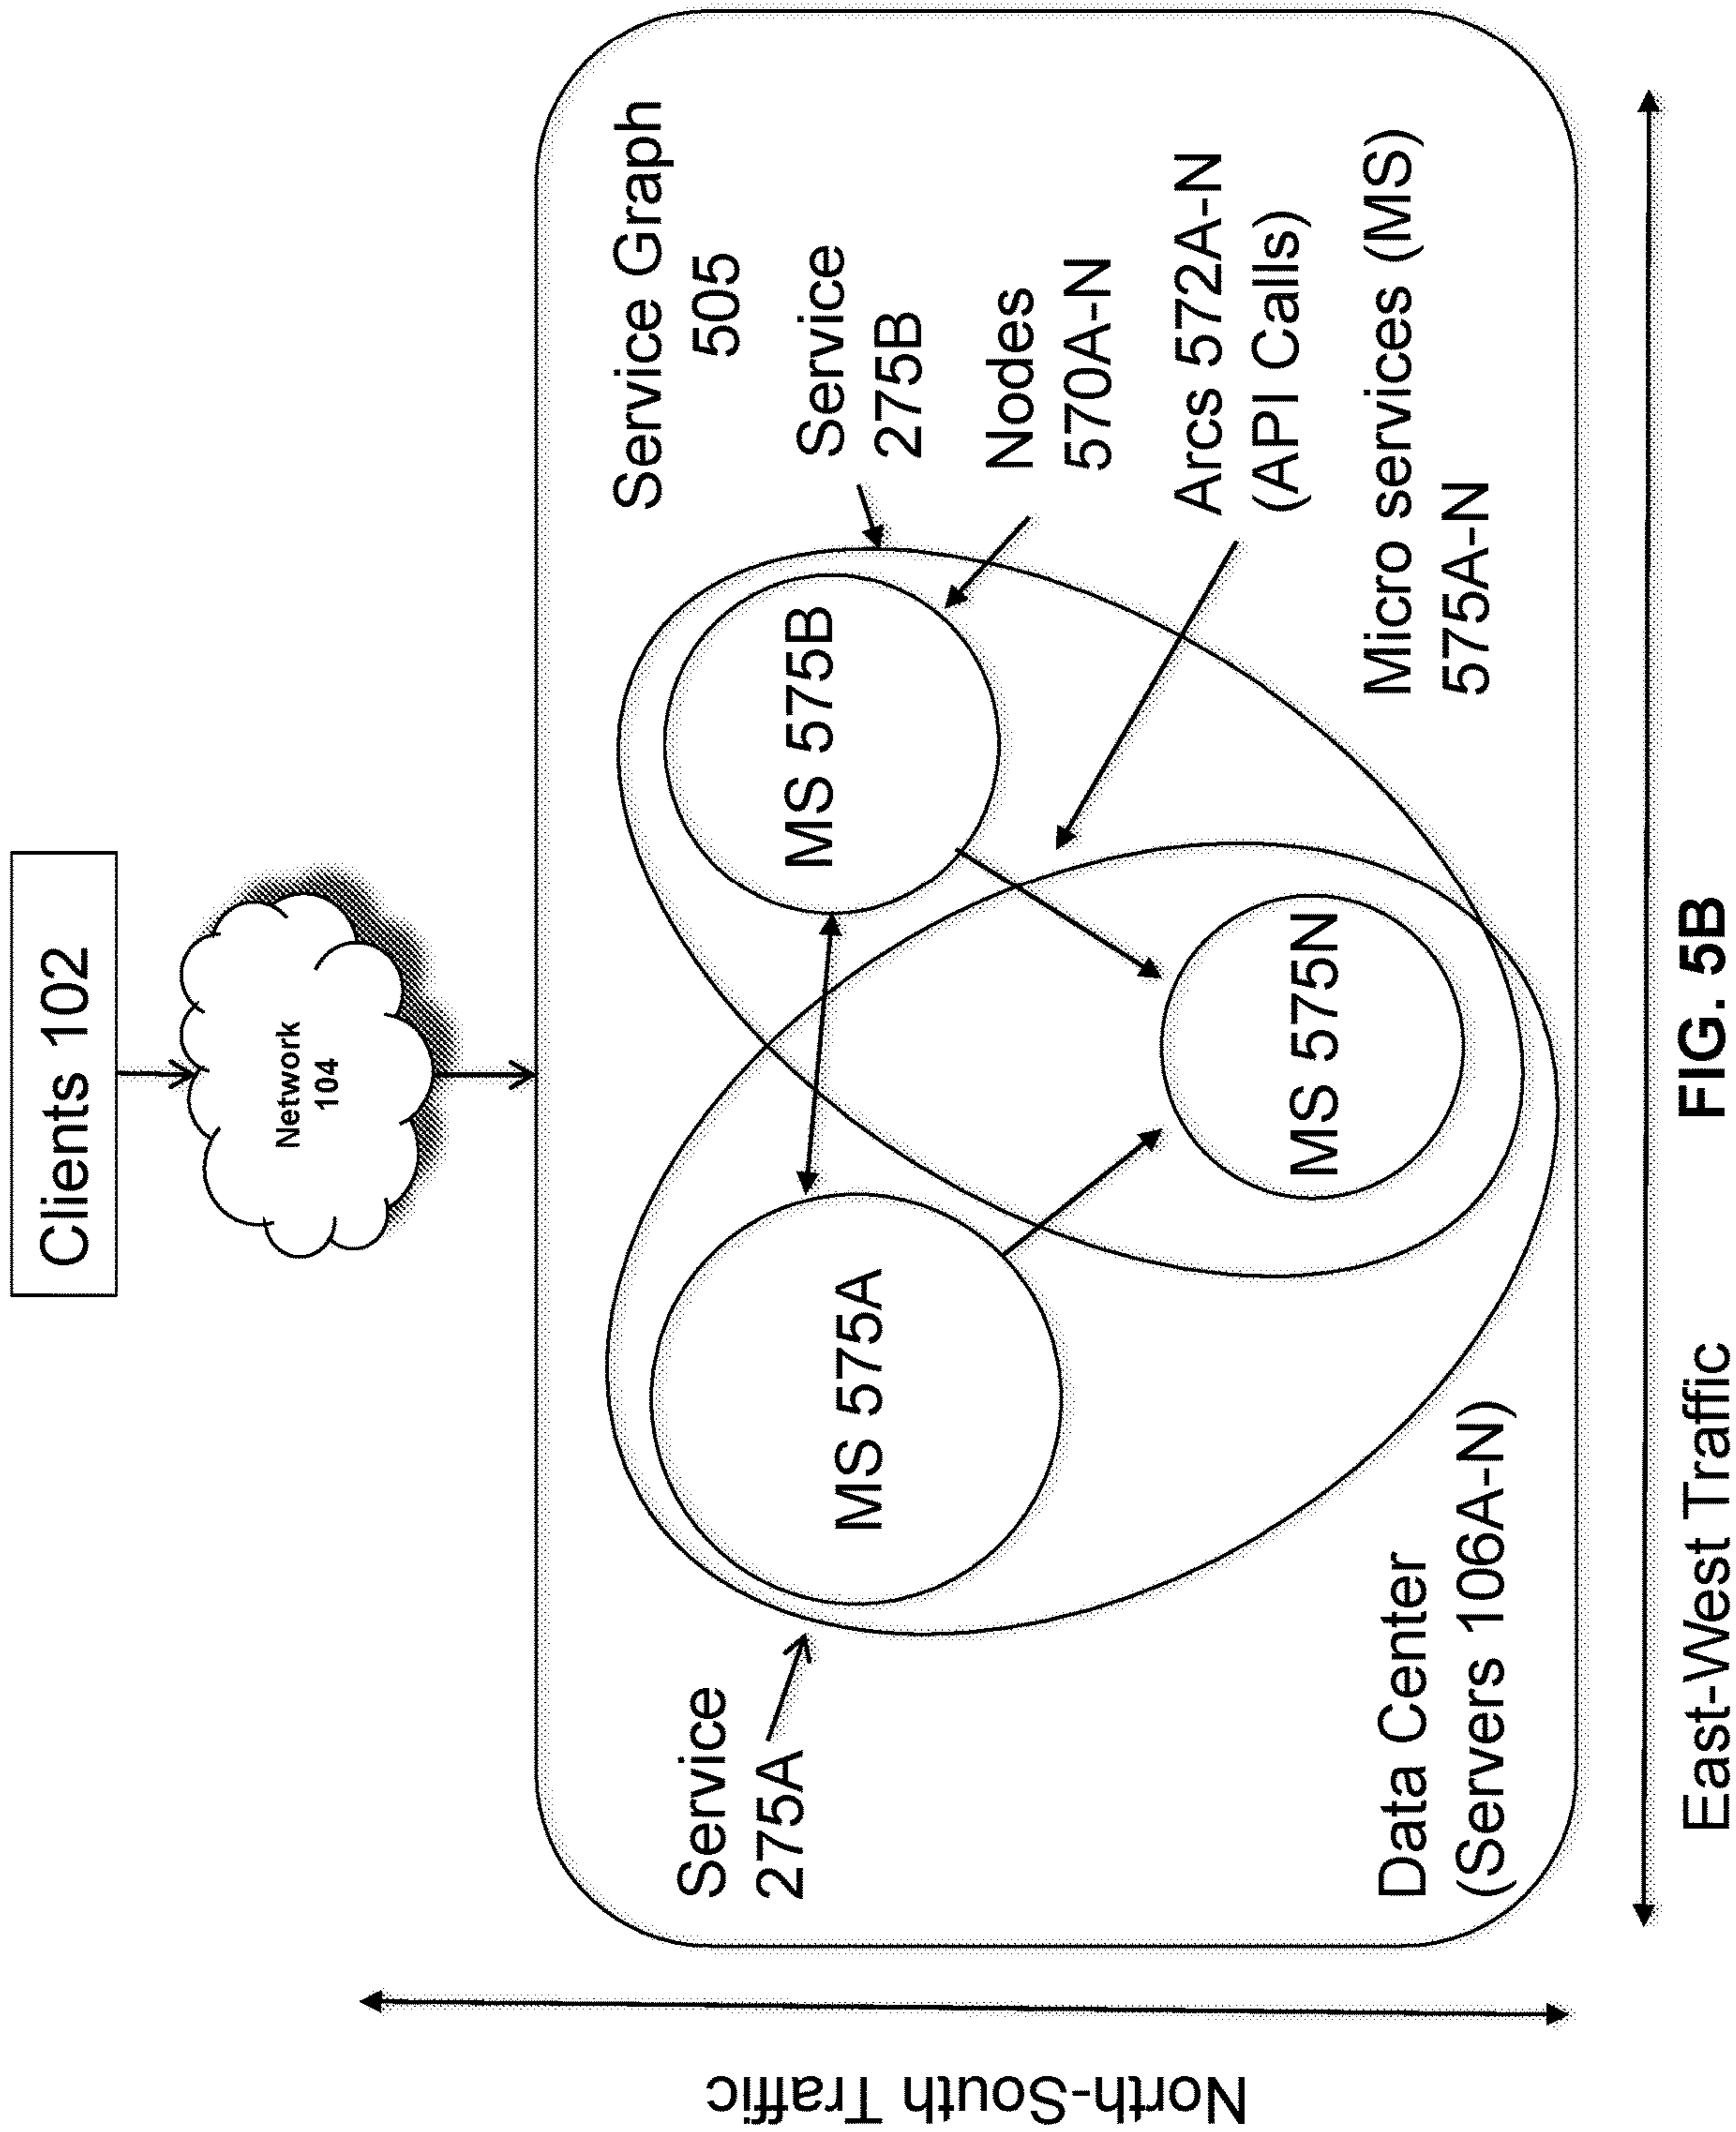 Clients 102
Network
104
Service Graph
505
Service
275B
Nodes
570A-N
Arcs 572A-N
(API Calls)
Micro services (MS)
575A-N
MS 575B
MS 575A
MS 575N
Service
275A
Data Center
(Servers 106A-N)
North-South Traffic
East-West Traffic
FIG. 5B